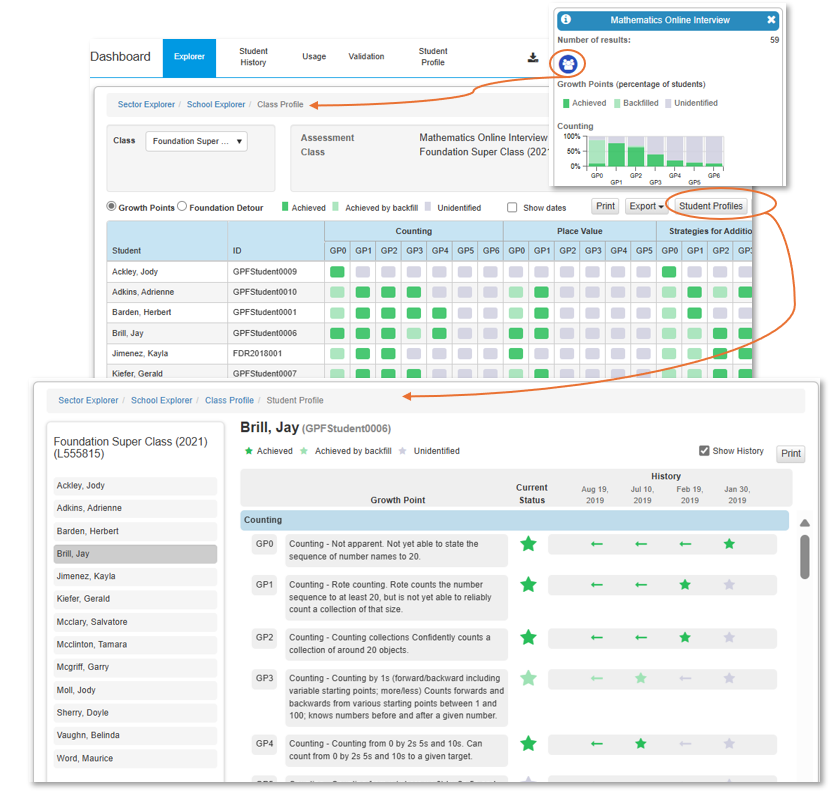 Mathematics Online Interview
Number of results: 59
Growth Points (percentage of students)
Achieved Backfilled Unidentified
Counting
100%
50%
0%
GP0 GP2 GP4 GP6
GP1 GP3 GP5
Dashboard
Explorer
Student History
Usage
Validation
Student Profile
Sector Explorer / School Explorer / Class Profile
Class Foundation Super ...
Assessment Mathematics Online Interview
Class Foundation Super Class (202
Growth Points Foundation Detour Achieved Achieved by backfill Unidentified Show dates Print Export Student Profiles
Counting Place Value Strategies for Additio
Student ID GP0 GP1 GP2 GP3 GP4 GP5 GP6 GP0 GP1 GP2 GP3 GP4 GP5 GP0 GP1 GP2 GP3
Ackley, Jody GPFStudent0009
Adkins, Adrienne GPFStudent0010
Barden, Herbert GPFStudent0001
Brill, Jay GPFStudent0006
Jimenez, Kayla FDR2018001
Kiefer, Gerald GPFStudent0007
Sector Explorer / School Explorer / Class Profile / Student Profile
Foundation Super Class (2021)
(L555815)
Ackley, Jody
Adkins, Adrienne
Barden, Herbert
Brill, Jay
Jimenez, Kayla
Kiefer, Gerald
Mcclary, Salvatore
Mcclinton, Tamara
Mcgriff, Garry
Moll, Jody
Sherry, Doyle
Vaughn, Belinda
Word, Maurice
Brill, Jay (GPFStudent0006)
Achieved Achieved by backfill Unidentified Show History Print
History
Growth Point
Current Status
Aug 19, 2019
Jul 10, 2019
Feb 19, 2019
Jan 30, 2019
Counting
GP0 Counting - Not apparent. Not yet able to state the
sequence of number names to 20.
GP1 Counting - Rote counting. Rote counts the number
sequence to at least 20, but is not yet able to reliably
count a collection of that size.
GP2 Counting - Counting collections Confidently counts a
collection of around 20 objects.
GP3 Counting - Counting by 1s (forward/backward including
variable starting points; more/less) Counts forwards and
backwards from various starting points between 1 and
100; knows numbers before and after a given number.
GP4 Counting - Counting from 0 by 2s 5s and 10s. Can
count from 0 by 2s 5s and 10s to a given target.